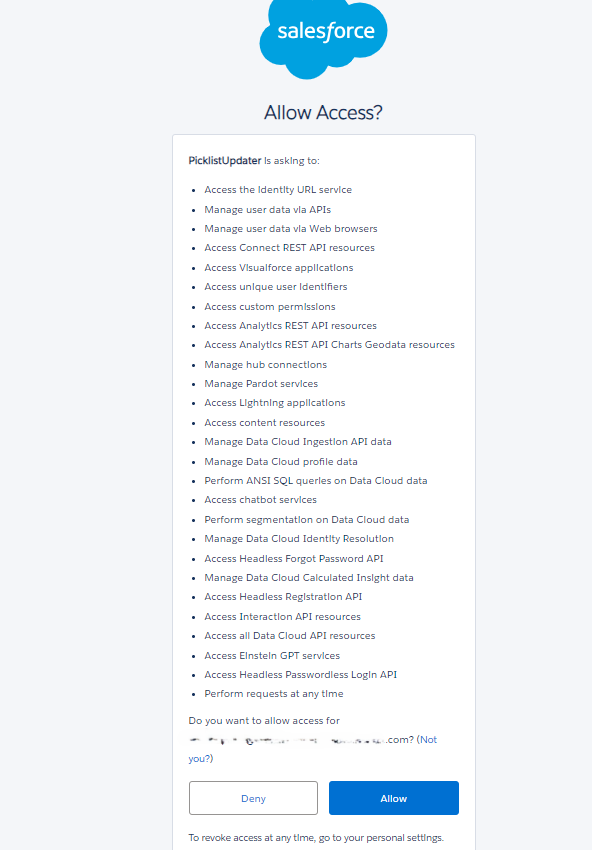 salesforce
Allow Access?
PicklistUpdater is asking to:
• Access the identity URL service
• Manage user data via APIs
• Manage user data via Web browsers
• Access Connect REST API resources
• Access Visualforce applications
• Access unique user identifiers
• Access custom permissions
• Access Analytics REST API resources
• Access Analytics REST API Charts Geodata resources
• Manage hub connections
• Manage Pardot services
• Access Lightning applications
• Access content resources
• Manage Data Cloud Ingestion API data
• Manage Data Cloud profile data
• Perform ANSI SQL queries on Data Cloud data
• Access chatbot services
• Perform segmentation on Data Cloud data
• Manage Data Cloud Identity Resolution
• Access Headless Forgot Password API
• Manage Data Cloud Calculated Insight data
• Access Headless Registration API
• Access Interaction API resources
• Access all Data Cloud API resources
• Access Einstein GPT services
• Access Headless Passwordless Login API
• Perform requests at any time
Do you want to allow access for
.com? (Not
you?)
Deny
Allow
To revoke access at any time, go to your personal settings.